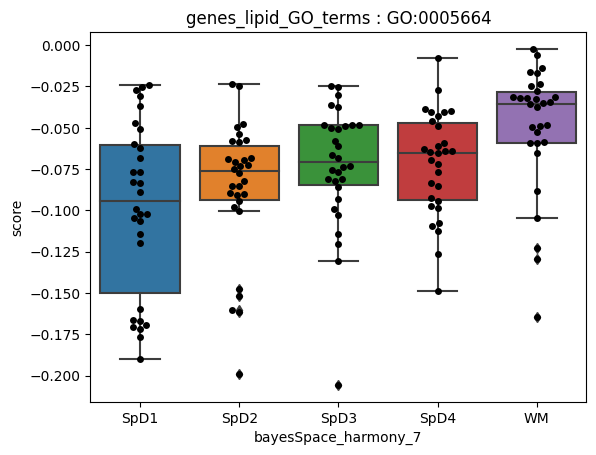 genes_lipid_GO_terms : GO:0005664
0.000
−0.025
−0.050
−0.075
−0.100
−0.125
−0.150
−0.175
−0.200
score
SpD1 SpD2 SpD3 SpD4 WM
bayesSpace_harmony_7